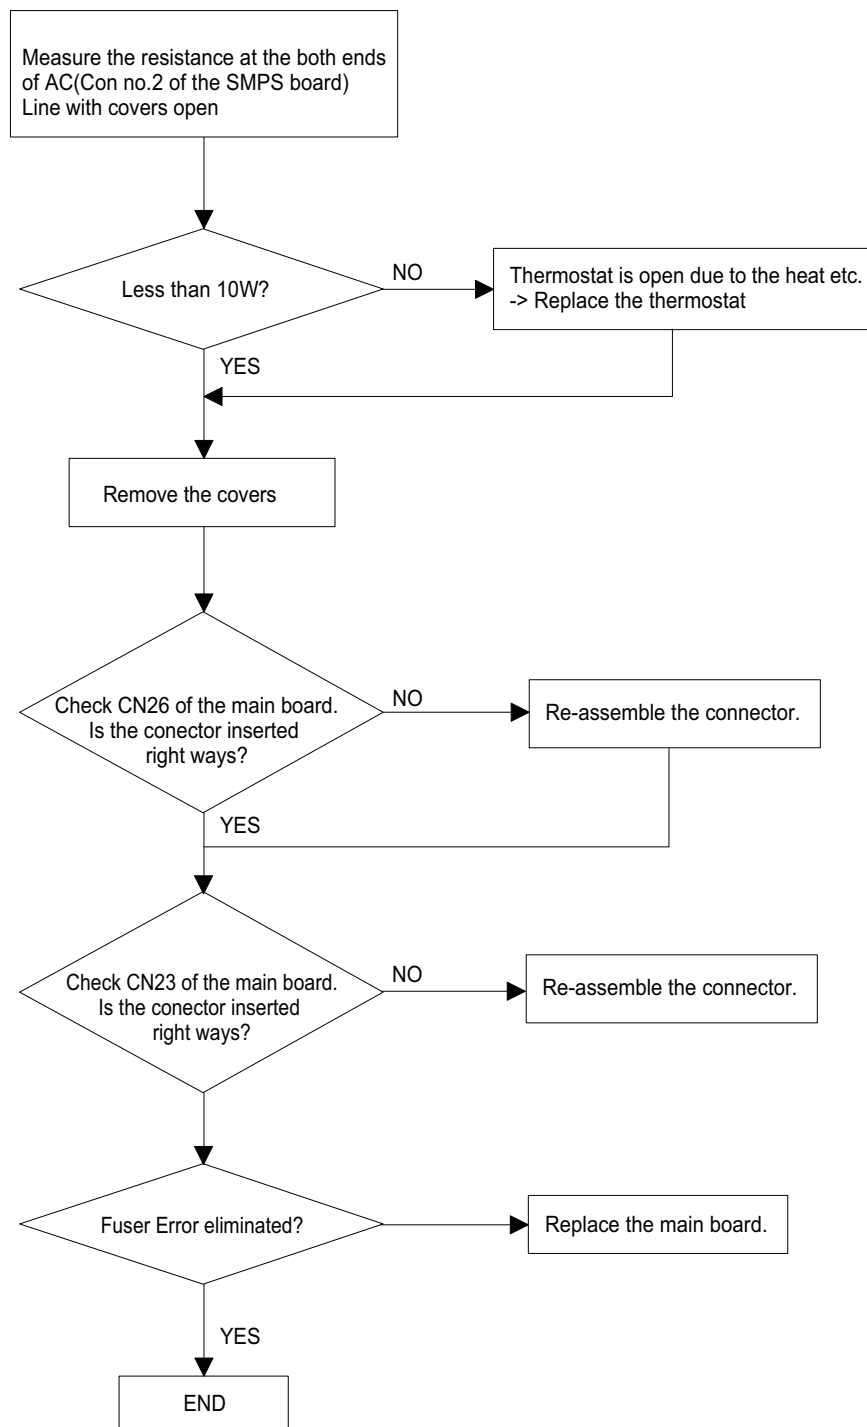 Measure the resistance at the both ends
of AC(Con no.2 of the SMPS board)
Line with covers open
Less than 10W?
NO
Thermostat is open due to the heat etc.
-> Replace the thermostat
YES
Remove the covers
Check CN26 of the main board.
Is the conector inserted
right ways?
NO
Re-assemble the connector.
YES
Check CN23 of the main board.
Is the conector inserted
right ways?
NO
Re-assemble the connector.
Fuser Error eliminated?
Replace the main board.
YES
END